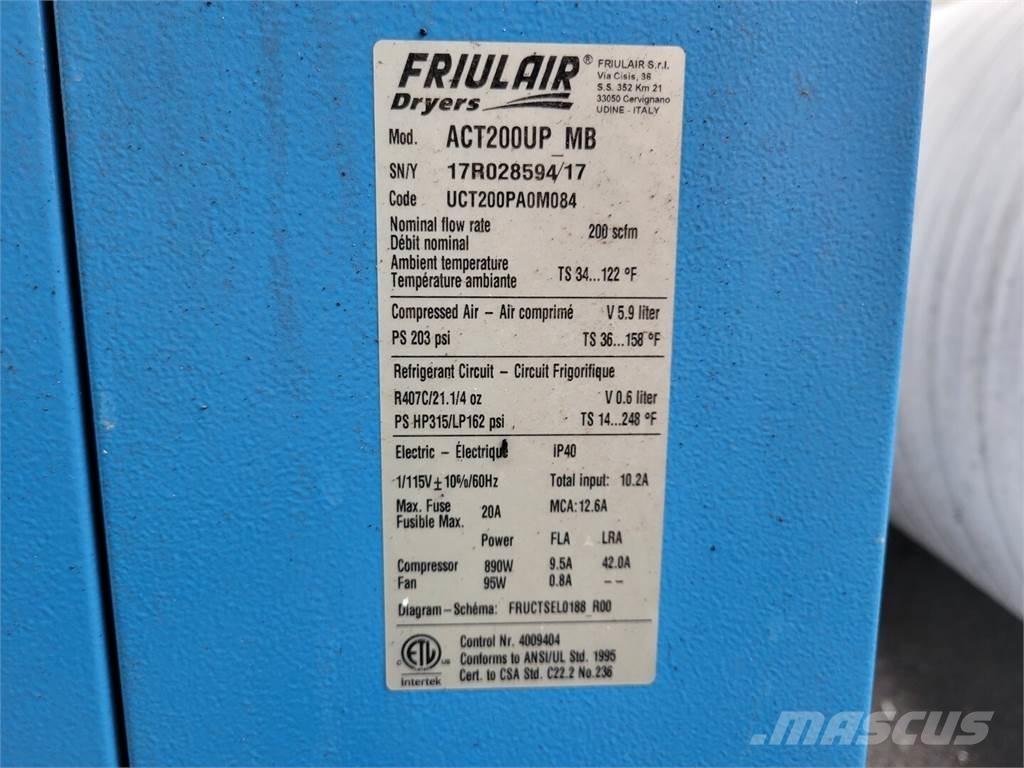 FRIULAIR®
Dryers
FRIULAIR S.r.l.
Via Cisis, 36
S.S. 352 Km 21
33050 Cervignano
UDINE - ITALY
Mod. ACT200UP_MB
SN/Y 17R028594/17
Code UCT200PA0M084
Nominal flow rate
Débit nominal 200 scfm
Ambient temperature
Température ambiante TS 34...122 °F
Compressed Air – Air comprimé V 5.9 liter
PS 203 psi TS 36...158 °F
Refrigerant Circuit – Circuit Frigorifique
R407C/21.1/4 oz V 0.6 liter
PS HP315/LP162 psi TS 14...248 °F
Electric – Électrique IP40
1/115V ± 10%/60Hz Total input: 10.2A
Max. Fuse
Fusible Max. 20A MCA: 12.6A
Power FLA LRA
Compressor 890W 9.5A 42.0A
Fan 95W 0.8A – –
Diagram – Schéma: FRUCTSEL0188_R00
ETL
C US
Intertek
Control Nr. 4009404
Conforms to ANSI/UL Std. 1995
Cert. to CSA Std. C22.2 No.236
MASCUS